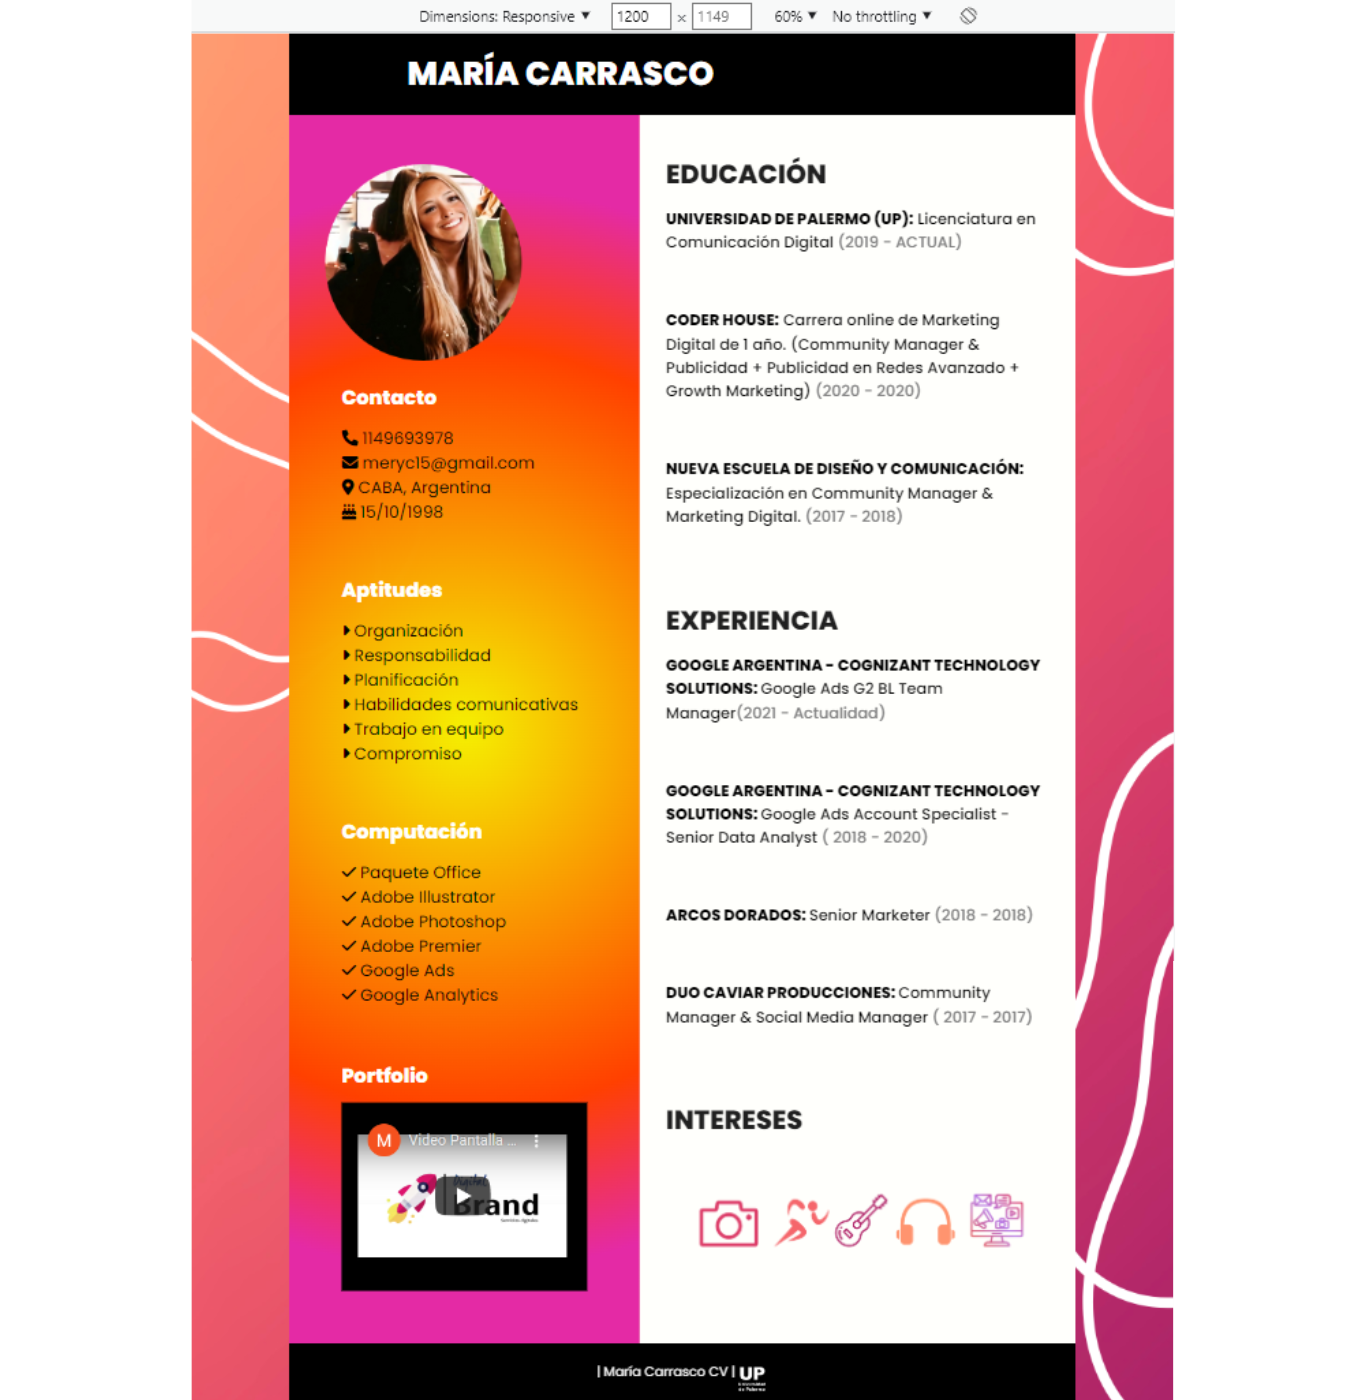 Dimensions: Responsive ▼ 1200 x 1149 60% ▼ No throttling ▼
MARÍA CARRASCO
Contacto
1149693978
meryc15@gmail.com
CABA, Argentina
15/10/1998
Aptitudes
Organización
Responsabilidad
Planificación
Habilidades comunicativas
Trabajo en equipo
Compromiso
Computación
Paquete Office
Adobe Illustrator
Adobe Photoshop
Adobe Premier
Google Ads
Google Analytics
Portfolio
M Video Pantalla ...
Digital
Brand
EDUCACIÓN
UNIVERSIDAD DE PALERMO (UP): Licenciatura en
Comunicación Digital (2019 - ACTUAL)
CODER HOUSE: Carrera online de Marketing
Digital de 1 año. (Community Manager &
Publicidad + Publicidad en Redes Avanzado +
Growth Marketing) (2020 - 2020)
NUEVA ESCUELA DE DISEÑO Y COMUNICACIÓN:
Especialización en Community Manager &
Marketing Digital. (2017 - 2018)
EXPERIENCIA
GOOGLE ARGENTINA - COGNIZANT TECHNOLOGY
SOLUTIONS: Google Ads G2 BL Team
Manager(2021 - Actualidad)
GOOGLE ARGENTINA - COGNIZANT TECHNOLOGY
SOLUTIONS: Google Ads Account Specialist -
Senior Data Analyst ( 2018 - 2020)
ARCOS DORADOS: Senior Marketer (2018 - 2018)
DUO CAVIAR PRODUCCIONES: Community
Manager & Social Media Manager ( 2017 - 2017)
INTERESES
| María Carrasco CV | UP